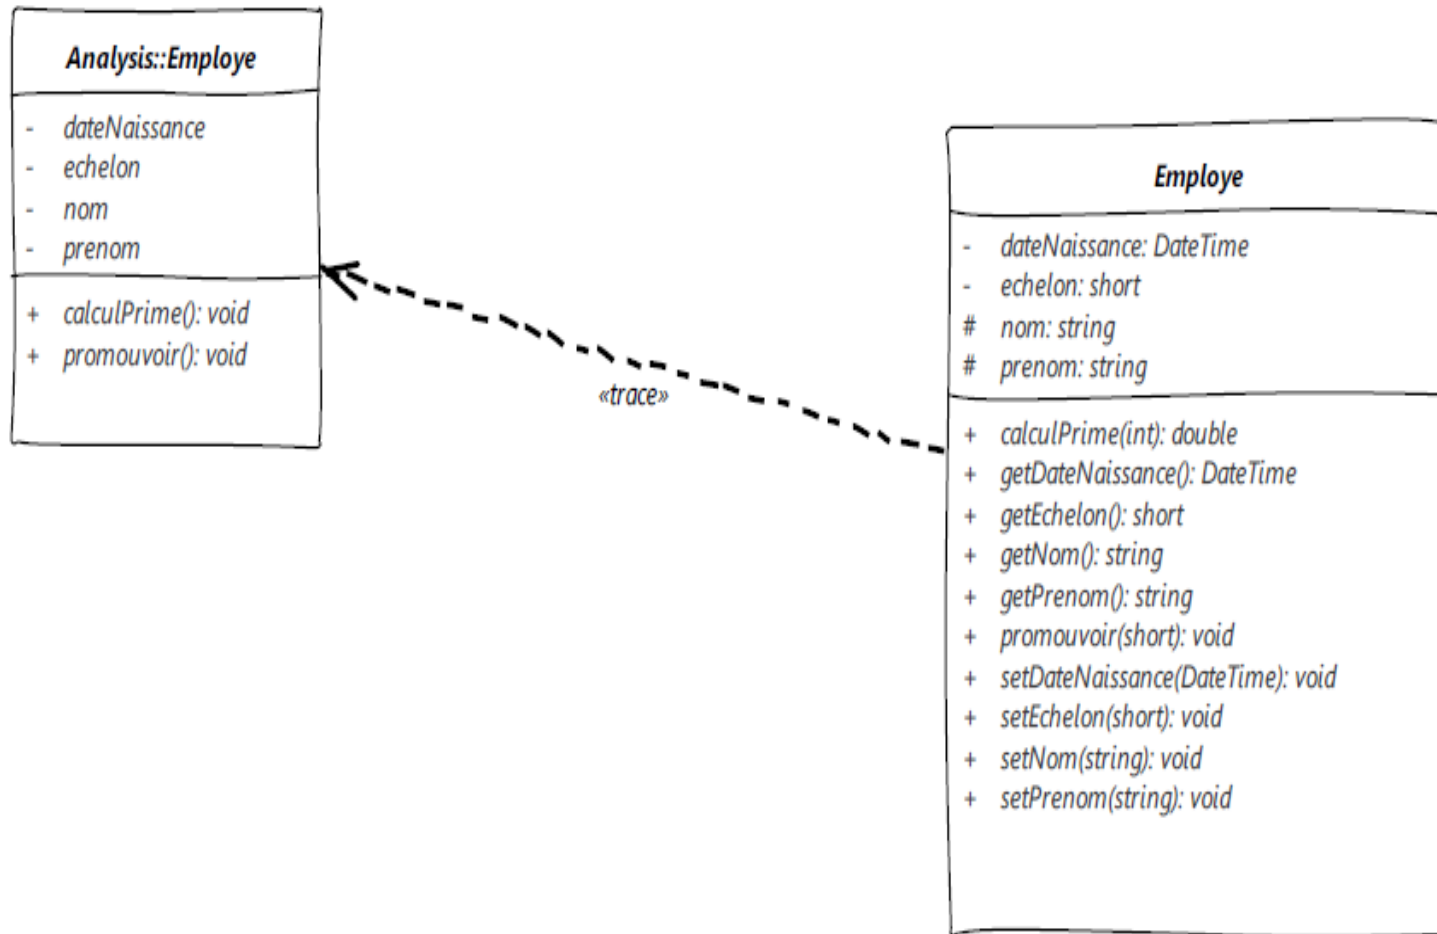 Analysis::Employe
- dateNaissance
- echelon
- nom
- prenom
+ calculPrime(): void
+ promouvoir(): void
«trace»
Employe
- dateNaissance: DateTime
- echelon: short
# nom: string
# prenom: string
+ calculPrime(int): double
+ getDateNaissance(): DateTime
+ getEchelon(): short
+ getNom(): string
+ getPrenom(): string
+ promouvoir(short): void
+ setDateNaissance(DateTime): void
+ setEchelon(short): void
+ setNom(string): void
+ setPrenom(string): void